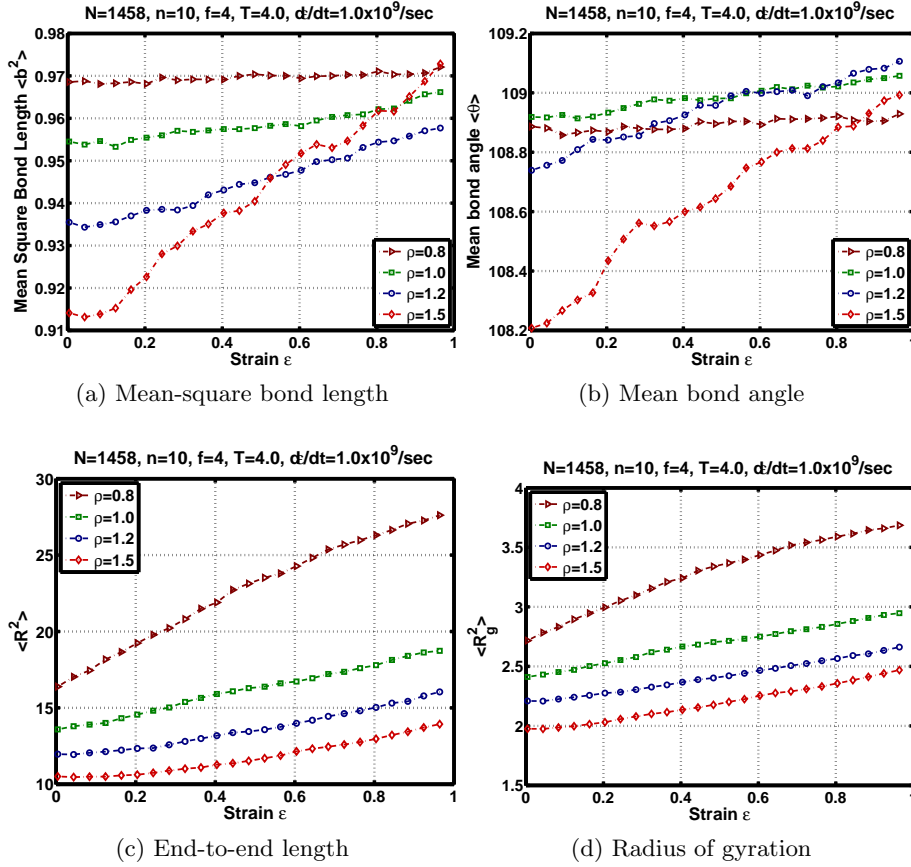 N=1458, n=10, f=4, T=4.0, dε/dt=1.0x10⁹/sec
Mean Square Bond Length <b²>
0.98
0.97
0.96
0.95
0.94
0.93
0.92
0.91
0 0.2 0.4 0.6 0.8 1
Strain ε
ρ=0.8
ρ=1.0
ρ=1.2
ρ=1.5
(a) Mean-square bond length
N=1458, n=10, f=4, T=4.0, dε/dt=1.0x10⁹/sec
Mean bond angle <θ>
109.2
109
108.8
108.6
108.4
108.2
0 0.2 0.4 0.6 0.8 1
Strain ε
ρ=0.8
ρ=1.0
ρ=1.2
ρ=1.5
(b) Mean bond angle
N=1458, n=10, f=4, T=4.0, dε/dt=1.0x10⁹/sec
<R²>
30
25
20
15
10
0 0.2 0.4 0.6 0.8 1
Strain ε
ρ=0.8
ρ=1.0
ρ=1.2
ρ=1.5
(c) End-to-end length
N=1458, n=10, f=4, T=4.0, dε/dt=1.0x10⁹/sec
<R²g>
4
3.5
3
2.5
2
1.5
0 0.2 0.4 0.6 0.8 1
Strain ε
ρ=0.8
ρ=1.0
ρ=1.2
ρ=1.5
(d) Radius of gyration